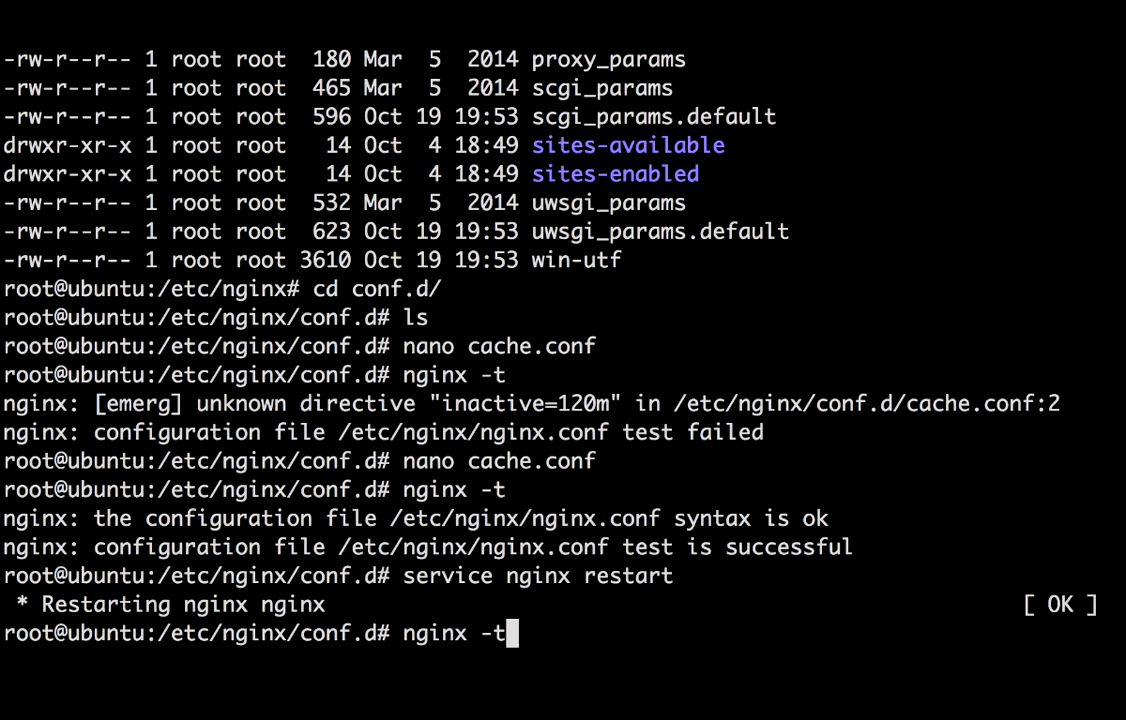 -rw-r--r-- 1 root root  180 Mar  5  2014 proxy_params
-rw-r--r-- 1 root root  465 Mar  5  2014 scgi_params
-rw-r--r-- 1 root root  596 Oct 19 19:53 scgi_params.default
drwxr-xr-x 1 root root   14 Oct  4 18:49 sites-available
drwxr-xr-x 1 root root   14 Oct  4 18:49 sites-enabled
-rw-r--r-- 1 root root  532 Mar  5  2014 uwsgi_params
-rw-r--r-- 1 root root  623 Oct 19 19:53 uwsgi_params.default
-rw-r--r-- 1 root root 3610 Oct 19 19:53 win-utf
root@ubuntu:/etc/nginx# cd conf.d/
root@ubuntu:/etc/nginx/conf.d# ls
root@ubuntu:/etc/nginx/conf.d# nano cache.conf
root@ubuntu:/etc/nginx/conf.d# nginx -t
nginx: [emerg] unknown directive "inactive=120m" in /etc/nginx/conf.d/cache.conf:2
nginx: configuration file /etc/nginx/nginx.conf test failed
root@ubuntu:/etc/nginx/conf.d# nano cache.conf
root@ubuntu:/etc/nginx/conf.d# nginx -t
nginx: the configuration file /etc/nginx/nginx.conf syntax is ok
nginx: configuration file /etc/nginx/nginx.conf test is successful
root@ubuntu:/etc/nginx/conf.d# service nginx restart
 * Restarting nginx nginx                                                      [ OK ]
root@ubuntu:/etc/nginx/conf.d# nginx -t